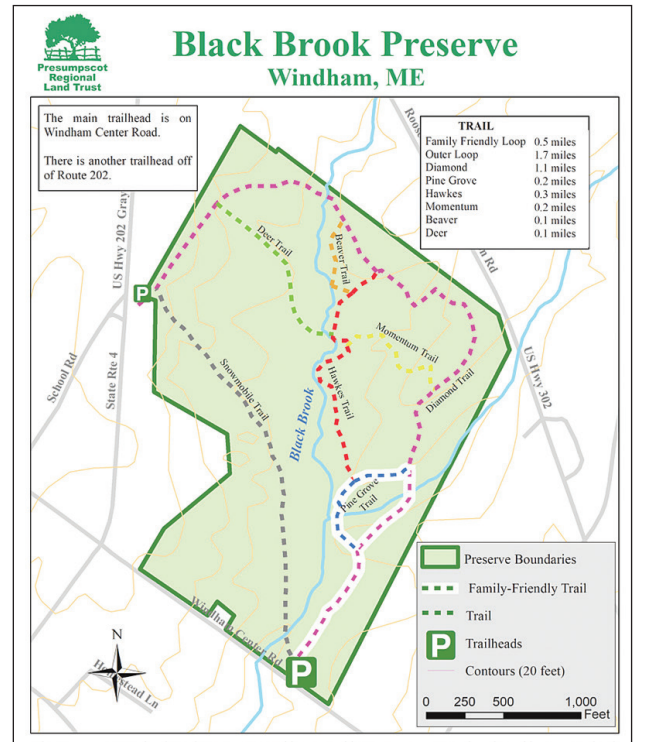 Presumpscot
Regional
Land Trust
Black Brook Preserve
Windham, ME
The main trailhead is on
Windham Center Road.
There is another trailhead off
of Route 202.
TRAIL
Family Friendly Loop 0.5 miles
Outer Loop 1.7 miles
Diamond 1.1 miles
Pine Grove 0.2 miles
Hawkes 0.3 miles
Momentum 0.2 miles
Beaver 0.1 miles
Deer 0.1 miles
US Hwy 202 Gray
Roos
n Rd
Deer Trail
Beaver Trail
P
School Rd
State Rte 4
Snowmobile Trail
Black Brook
Hawkes Trail
Momentum Trail
Diamond Trail
US Hwy 302
Pine Grove
Trail
Windham Center Rd
P
N
Preserve Boundaries
Family-Friendly Trail
Trail
P
Trailheads
Contours (20 feet)
0 250 500 1,000
Feet